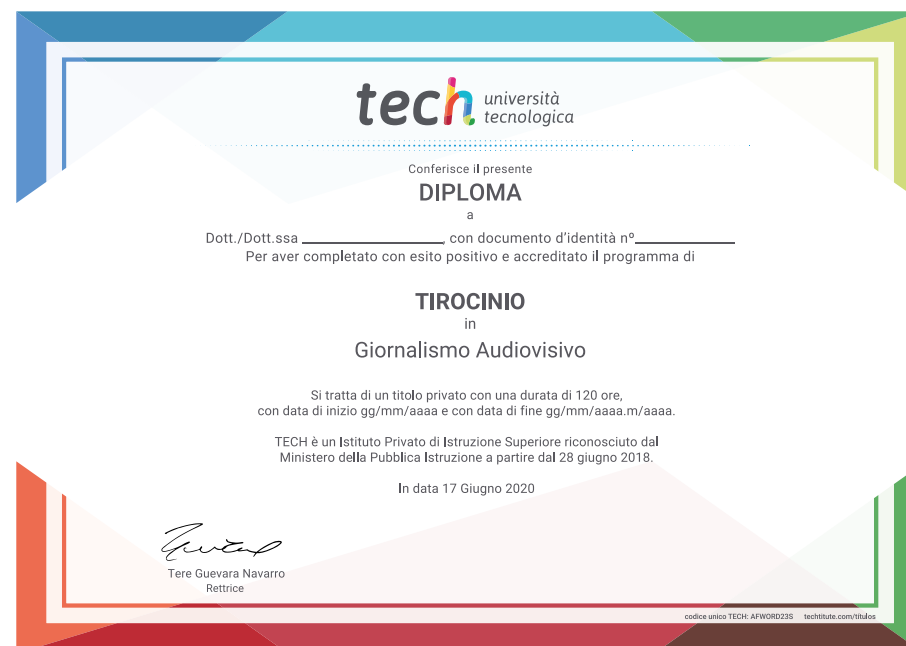 tech università
tecnologica
Conferisce il presente
DIPLOMA
a
Dott./Dott.ssa ____________________, con documento d'identità nº______________
Per aver completato con esito positivo e accreditato il programma di
TIROCINIO
in
Giornalismo Audiovisivo
Si tratta di un titolo privato con una durata di 120 ore,
con data di inizio gg/mm/aaaa e con data di fine gg/mm/aaaa.m/aaaa.
TECH è un Istituto Privato di Istruzione Superiore riconosciuto dal
Ministero della Pubblica Istruzione a partire dal 28 giugno 2018.
In data 17 Giugno 2020
Tere Guevara Navarro
Rettrice
codice unico TECH: AFWORD23S techtitute.com/titulos